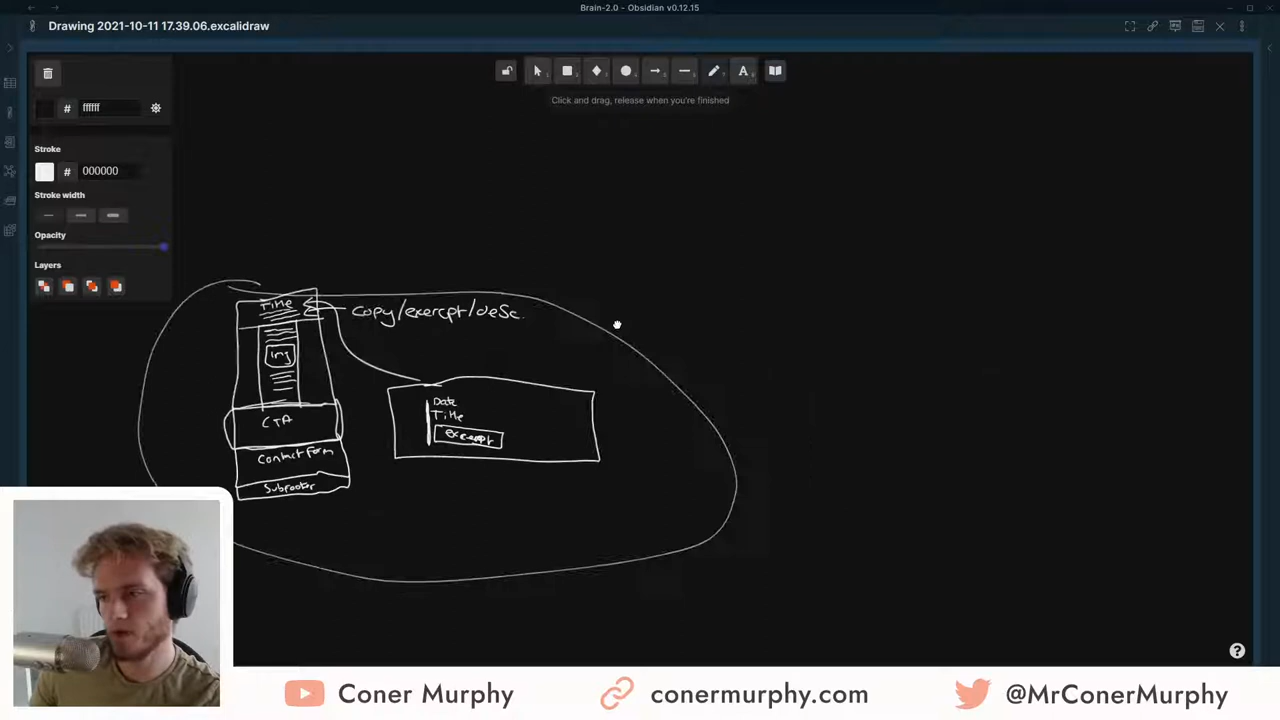 Brain-2.0 - Obsidian v0.12.15
Drawing 2021-10-11 17.39.06.excalidraw
# ffffff
Click and drag, release when you're finished
Stroke
# 000000
Stroke width
Opacity
Layers
Title
copy/exercpt/desc.
img
Date
Title
excerpt
CTA
Contact Form
Subfooter
?
Coner Murphy
conermurphy.com
@MrConerMurphy